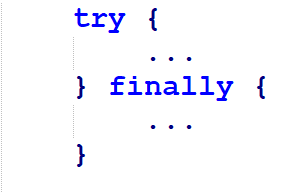 try {
...
} finally {
...
}